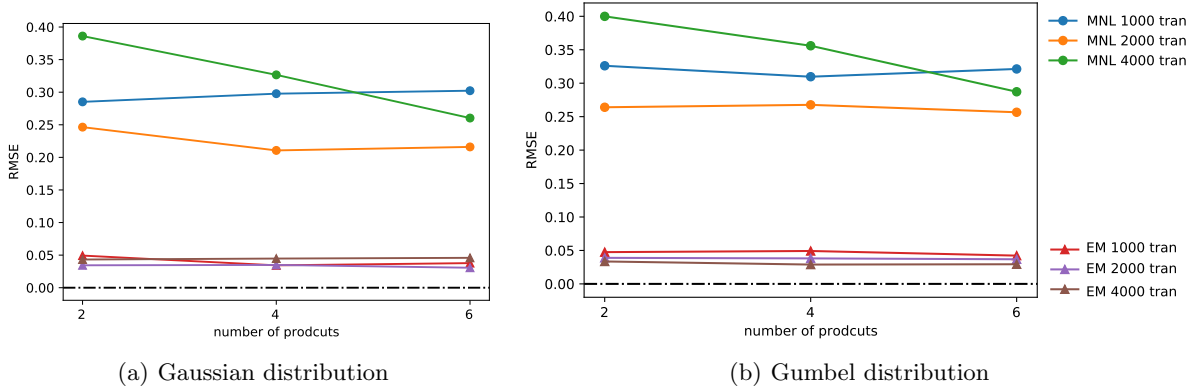 0.40
0.35
0.30
0.25
0.20
0.15
0.10
0.05
0.00
RMSE
2
4
6
number of prodcuts
(a) Gaussian distribution
0.40
0.35
0.30
0.25
0.20
0.15
0.10
0.05
0.00
RMSE
2
4
6
number of prodcuts
(b) Gumbel distribution
MNL 1000 tran
MNL 2000 tran
MNL 4000 tran
EM 1000 tran
EM 2000 tran
EM 4000 tran